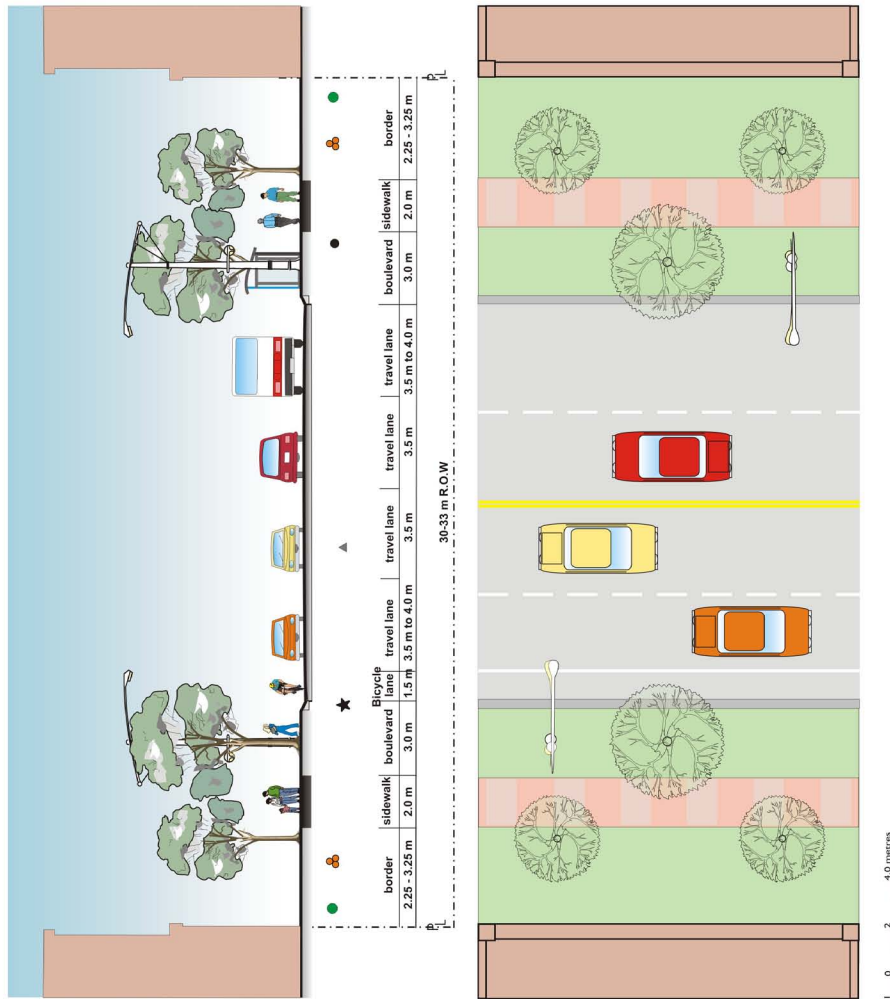 Bicycle
border sidewalk boulevard lane travel lane travel lane travel lane travel lane boulevard sidewalk border
2.25 - 3.25 m 2.0 m 3.0 m 1.5 m 3.5 m to 4.0 m 3.5 m 3.5 m 3.5 m to 4.0 m 3.0 m 2.0 m 2.25 - 3.25 m
PL 30-33 m R.O.W PL
0 2 4.0 metres